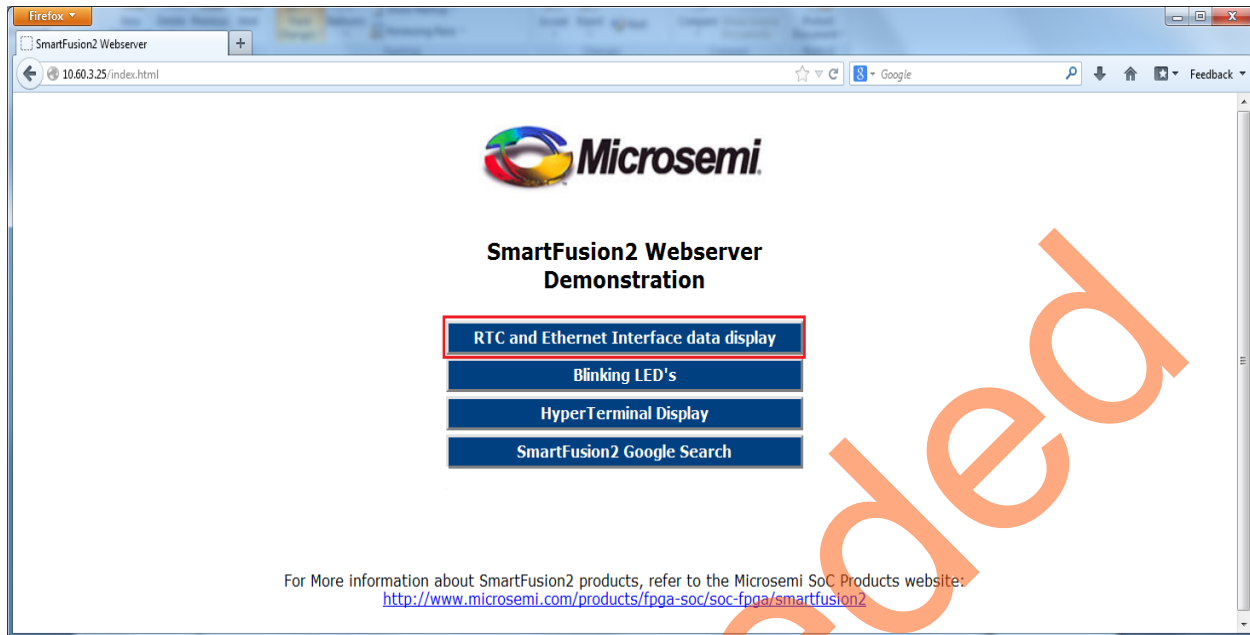 Firefox
SmartFusion2 Webserver
+
10.60.3.25/index.html
Google
Feedback
Microsemi.
SmartFusion2 Webserver
Demonstration
RTC and Ethernet Interface data display
Blinking LED's
HyperTerminal Display
SmartFusion2 Google Search
For More information about SmartFusion2 products, refer to the Microsemi SoC Products website:
http://www.microsemi.com/products/fpga-soc/soc-fpga/smartfusion2
ded